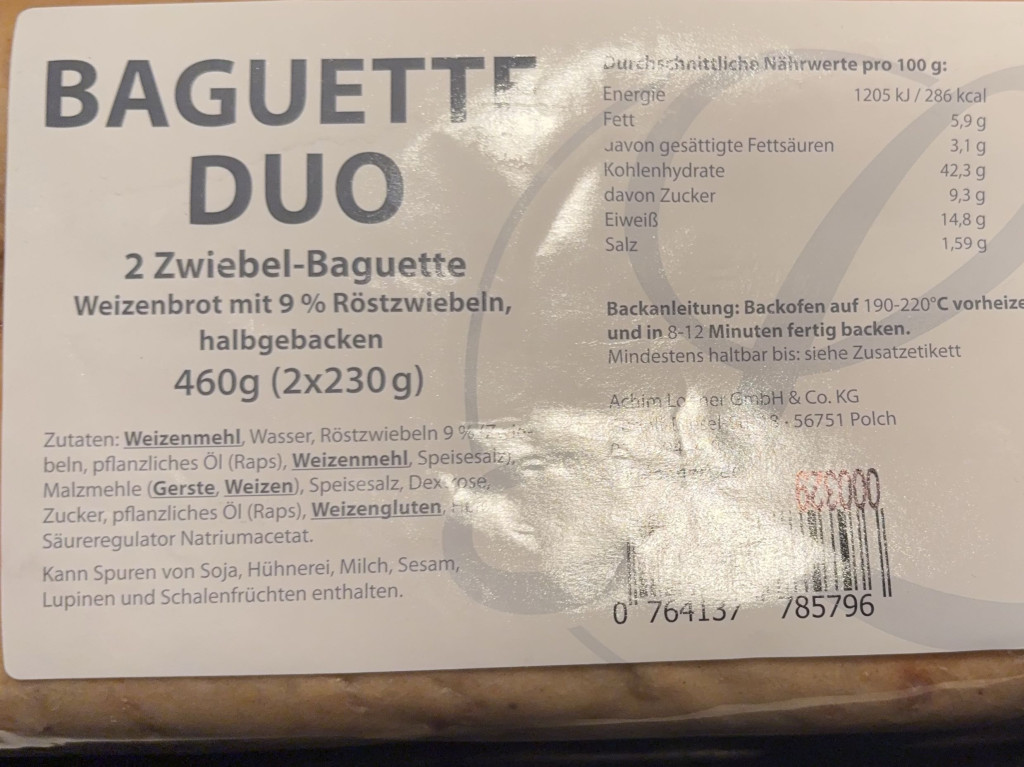 BAGUETTE
DUO
2 Zwiebel-Baguette
Weizenbrot mit 9 % Röstzwiebeln,
halbgebacken
460g (2x230 g)
Zutaten: Weizenmehl, Wasser, Röstzwiebeln 9 %
beln, pflanzliches Öl (Raps), Weizenmehl, Speisesalz),
Malzmehle (Gerste, Weizen), Speisesalz,
Zucker, pflanzliches Öl (Raps), Weizengluten,
Säureregulator Natriumacetat.
Kann Spuren von Soja, Hühnerei, Milch, Sesam,
Lupinen und Schalenfrüchten enthalten.
Durchschnittliche Nährwerte pro 100 g:
Energie 1205 kJ / 286 kcal
Fett 5,9 g
davon gesättigte Fettsäuren 3,1 g
Kohlenhydrate 42,3 g
davon Zucker 9,3 g
Eiweiß 14,8 g
Salz 1,59 g
Backanleitung: Backofen auf 190-220°C vorheize
und in 8-12 Minuten fertig backen.
Mindestens haltbar bis: siehe Zusatzetikett
Achim GmbH & Co. KG
56751 Polch
0 764137 785796